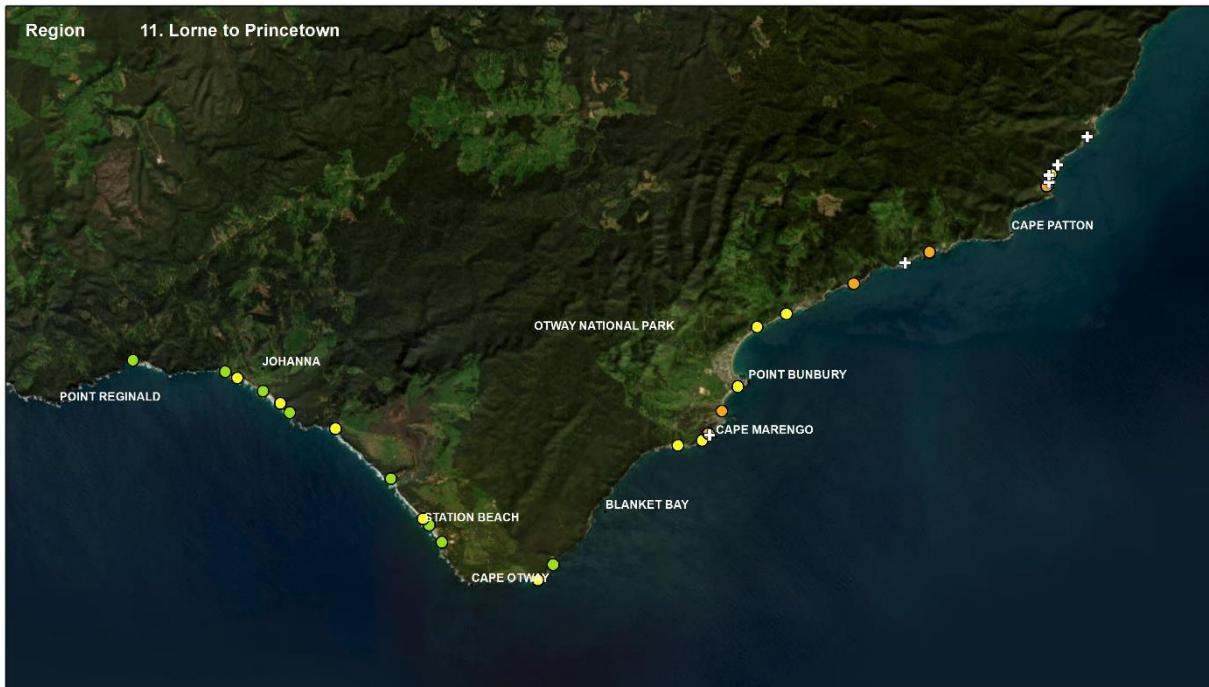 Region 11. Lorne to Princetown
CAPE PATTON
OTWAY NATIONAL PARK
JOHANNA
POINT BUNBURY
POINT REGINALD
CAPE MARENGO
BLANKET BAY
STATION BEACH
CAPE OTWAY